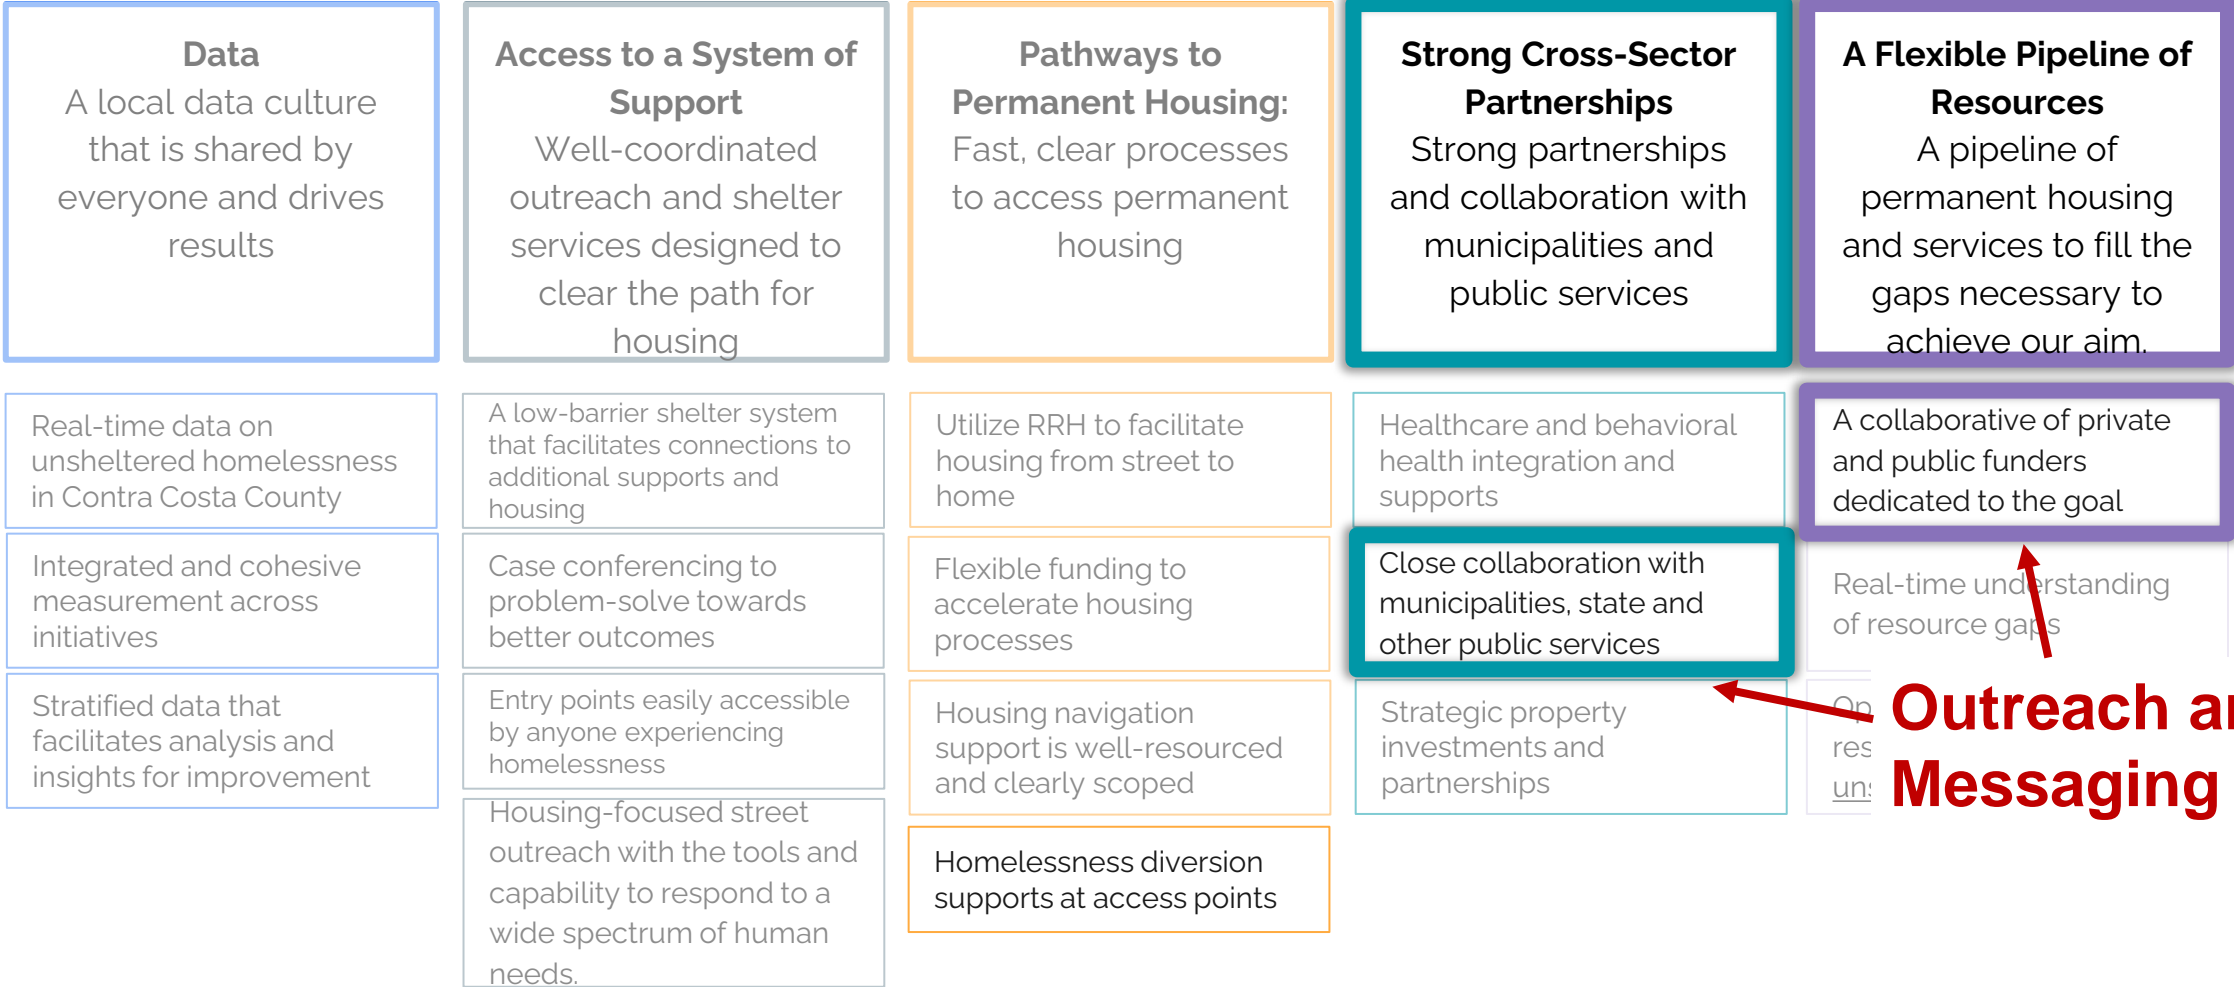 Data
A local data culture
that is shared by
everyone and drives
results
Access to a System of
Support
Well-coordinated
outreach and shelter
services designed to
clear the path for
housing
Pathways to
Permanent Housing:
Fast, clear processes
to access permanent
housing
Strong Cross-Sector
Partnerships
Strong partnerships
and collaboration with
municipalities and
public services
A Flexible Pipeline of
Resources
A pipeline of
permanent housing
and services to fill the
gaps necessary to
achieve our aim.
Real-time data on
unsheltered homelessness
in Contra Costa County
Integrated and cohesive
measurement across
initiatives
Stratified data that
facilitates analysis and
insights for improvement
A low-barrier shelter system
that facilitates connections to
additional supports and
housing
Case conferencing to
problem-solve towards
better outcomes
Entry points easily accessible
by anyone experiencing
homelessness
Housing-focused street
outreach with the tools and
capability to respond to a
wide spectrum of human
needs.
Utilize RRH to facilitate
housing from street to
home
Flexible funding to
accelerate housing
processes
Housing navigation
support is well-resourced
and clearly scoped
Homelessness diversion
supports at access points
Healthcare and behavioral
health integration and
supports
Close collaboration with
municipalities, state and
other public services
Strategic property
investments and
partnerships
A collaborative of private
and public funders
dedicated to the goal
Real-time understanding
of resource gaps
Outreach
Messaging